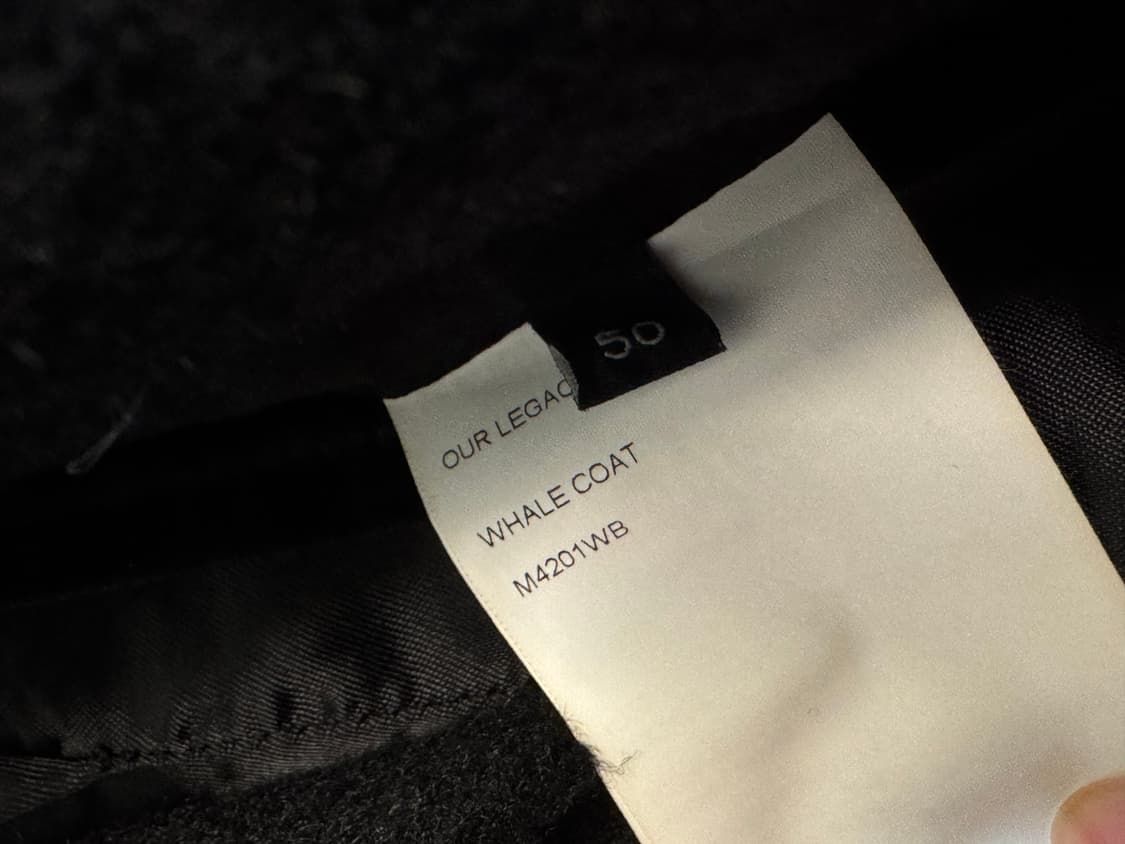 50
OUR LEGAC
WHALE COAT
M4201WB